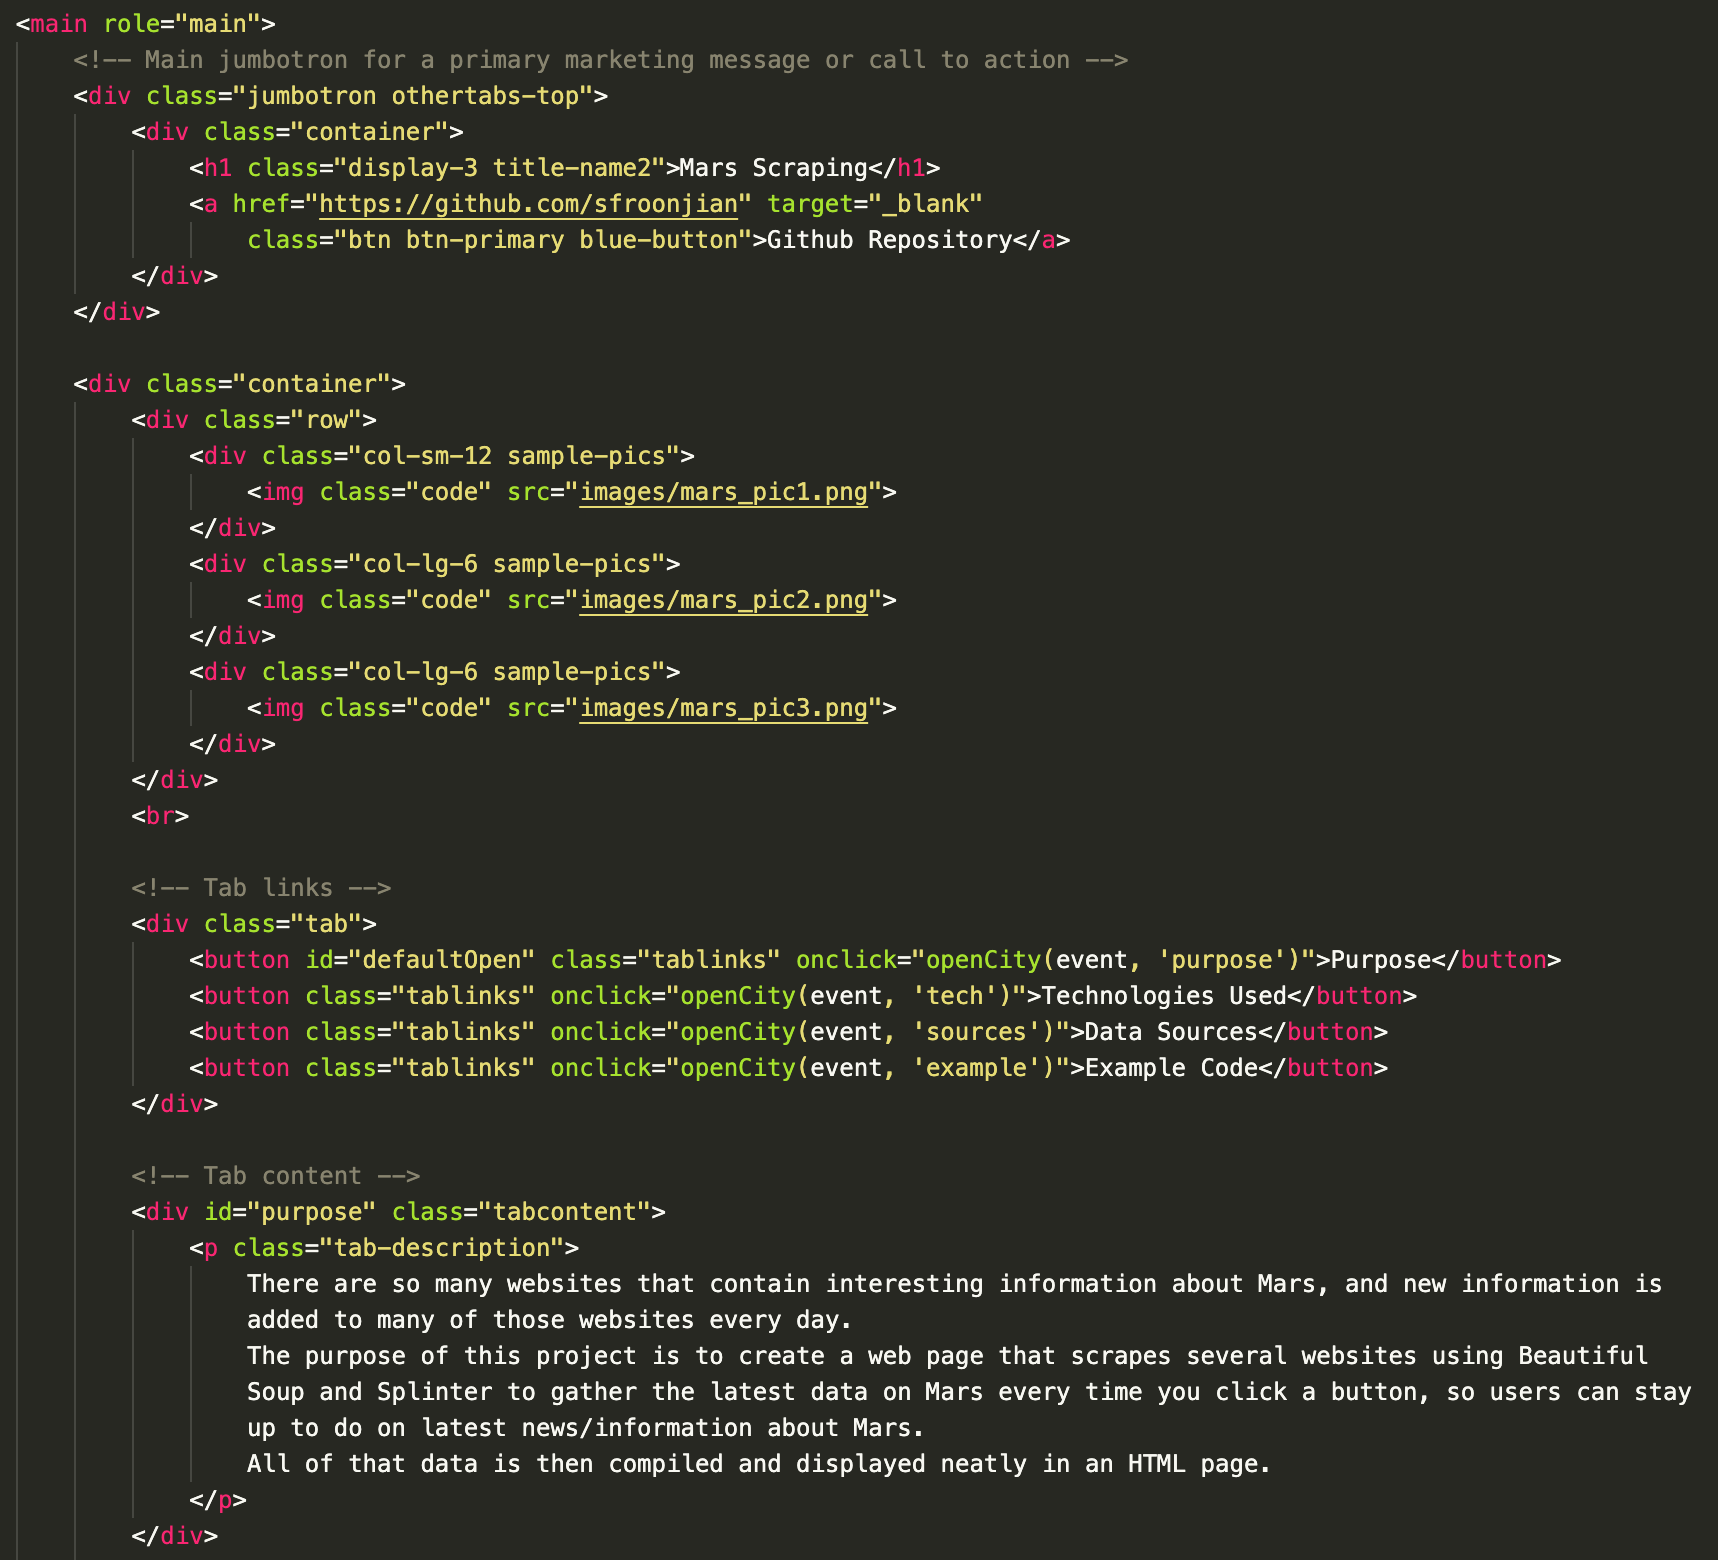 <main role="main">
    <!-- Main jumbotron for a primary marketing message or call to action -->
    <div class="jumbotron othertabs-top">
        <div class="container">
            <h1 class="display-3 title-name2">Mars Scraping</h1>
            <a href="https://github.com/sfroonjian" target="_blank"
                class="btn btn-primary blue-button">Github Repository</a>
        </div>
    </div>

    <div class="container">
        <div class="row">
            <div class="col-sm-12 sample-pics">
                <img class="code" src="images/mars_pic1.png">
            </div>
            <div class="col-lg-6 sample-pics">
                <img class="code" src="images/mars_pic2.png">
            </div>
            <div class="col-lg-6 sample-pics">
                <img class="code" src="images/mars_pic3.png">
            </div>
        </div>
        <br>

        <!-- Tab links -->
        <div class="tab">
            <button id="defaultOpen" class="tablinks" onclick="openCity(event, 'purpose')">Purpose</button>
            <button class="tablinks" onclick="openCity(event, 'tech')">Technologies Used</button>
            <button class="tablinks" onclick="openCity(event, 'sources')">Data Sources</button>
            <button class="tablinks" onclick="openCity(event, 'example')">Example Code</button>
        </div>

        <!-- Tab content -->
        <div id="purpose" class="tabcontent">
            <p class="tab-description">
                There are so many websites that contain interesting information about Mars, and new information is
                added to many of those websites every day.
                The purpose of this project is to create a web page that scrapes several websites using Beautiful
                Soup and Splinter to gather the latest data on Mars every time you click a button, so users can stay
                up to do on latest news/information about Mars.
                All of that data is then compiled and displayed neatly in an HTML page.
            </p>
        </div>